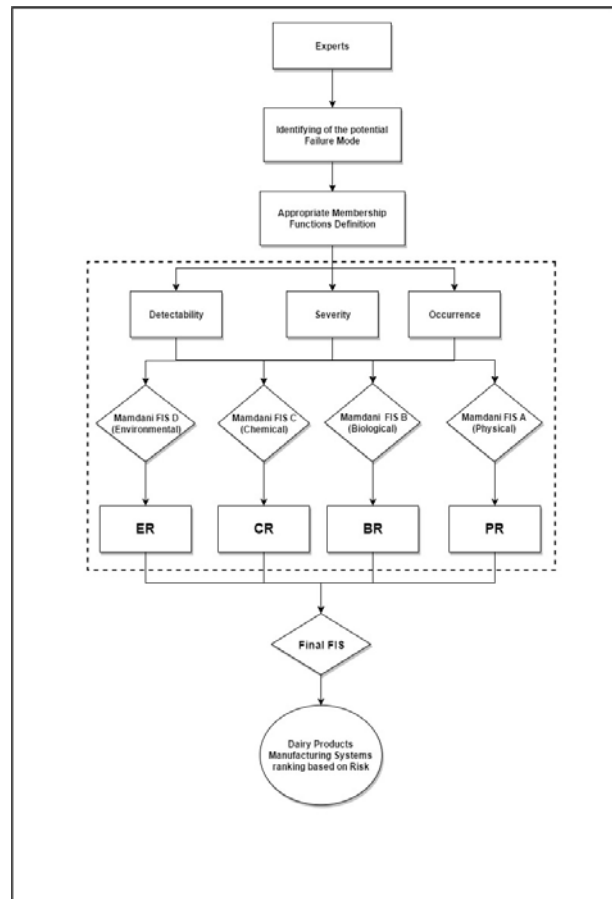 Experts
Identifying of the potential
Failure Mode
Appropriate Membership
Functions Definition
Detectability
Severity
Occurrence
Mamdani FIS D
(Environmental)
Mamdani FIS C
(Chemical)
Mamdani FIS B
(Biological)
Mamdani FIS A
(Physical)
ER
CR
BR
PR
Final FIS
Dairy Products
Manufacturing Systems
ranking based on Risk